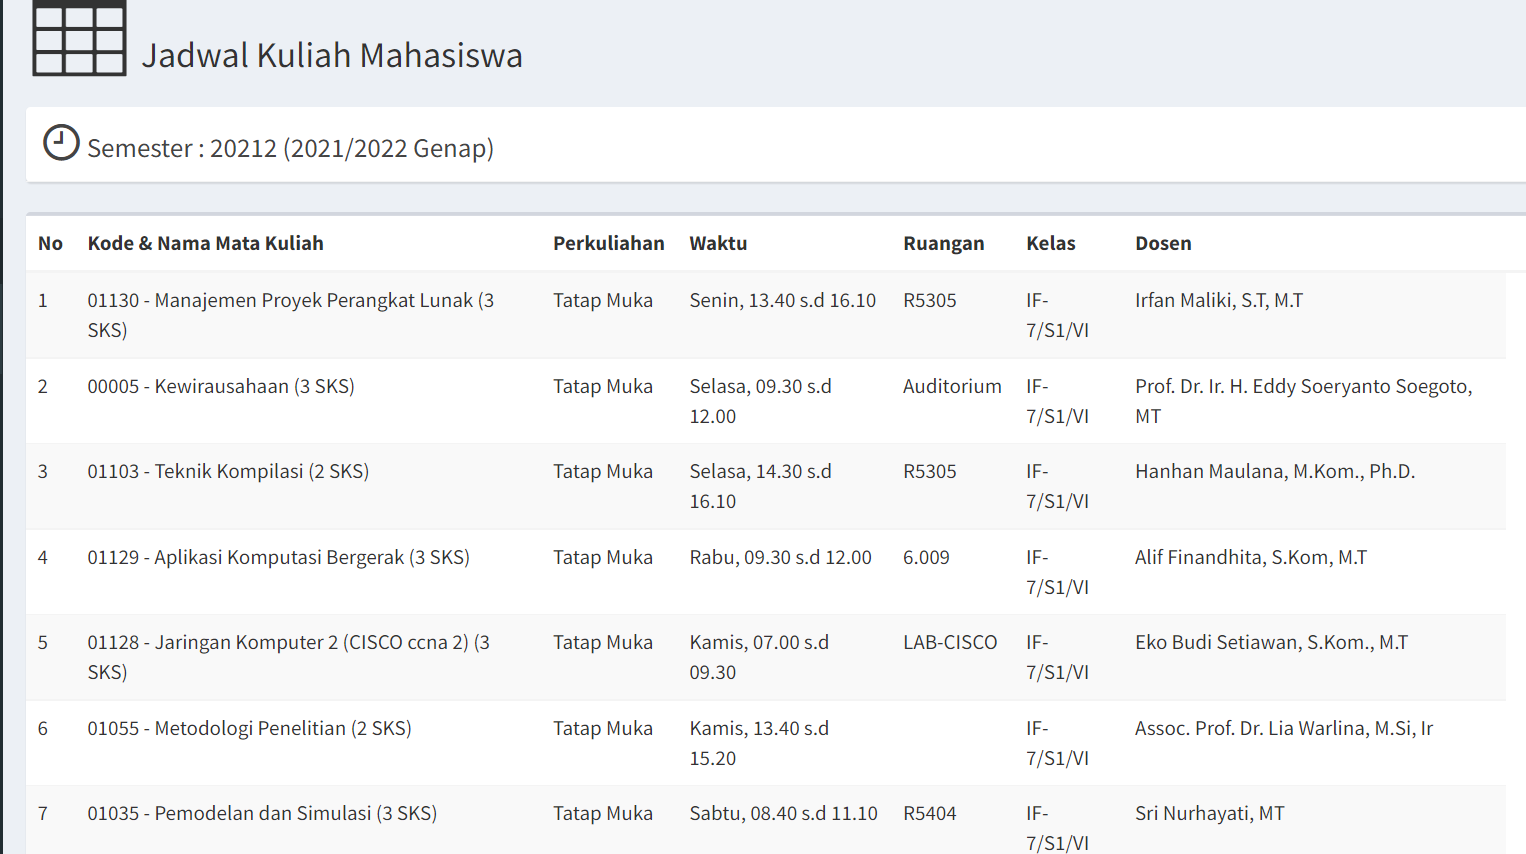 Jadwal Kuliah Mahasiswa
Semester : 20212 (2021/2022 Genap)
No Kode & Nama Mata Kuliah Perkuliahan Waktu Ruangan Kelas Dosen
1 01130 - Manajemen Proyek Perangkat Lunak (3 Tatap Muka Senin, 13.40 s.d 16.10 R5305 IF- Irfan Maliki, S.T, M.T
SKS) 7/S1/VI
2 00005 - Kewirausahaan (3 SKS) Tatap Muka Selasa, 09.30 s.d Auditorium IF- Prof. Dr. Ir. H. Eddy Soeryanto Soegoto,
12.00 7/S1/VI MT
3 01103 - Teknik Kompilasi (2 SKS) Tatap Muka Selasa, 14.30 s.d R5305 IF- Hanhan Maulana, M.Kom., Ph.D.
16.10 7/S1/VI
4 01129 - Aplikasi Komputasi Bergerak (3 SKS) Tatap Muka Rabu, 09.30 s.d 12.00 6.009 IF- Alif Finandhita, S.Kom, M.T
7/S1/VI
5 01128 - Jaringan Komputer 2 (CISCO ccna 2) (3 Tatap Muka Kamis, 07.00 s.d LAB-CISCO IF- Eko Budi Setiawan, S.Kom., M.T
SKS) 09.30 7/S1/VI
6 01055 - Metodologi Penelitian (2 SKS) Tatap Muka Kamis, 13.40 s.d IF- Assoc. Prof. Dr. Lia Warlina, M.Si, Ir
15.20 7/S1/VI
7 01035 - Pemodelan dan Simulasi (3 SKS) Tatap Muka Sabtu, 08.40 s.d 11.10 R5404 IF- Sri Nurhayati, MT
7/S1/VI